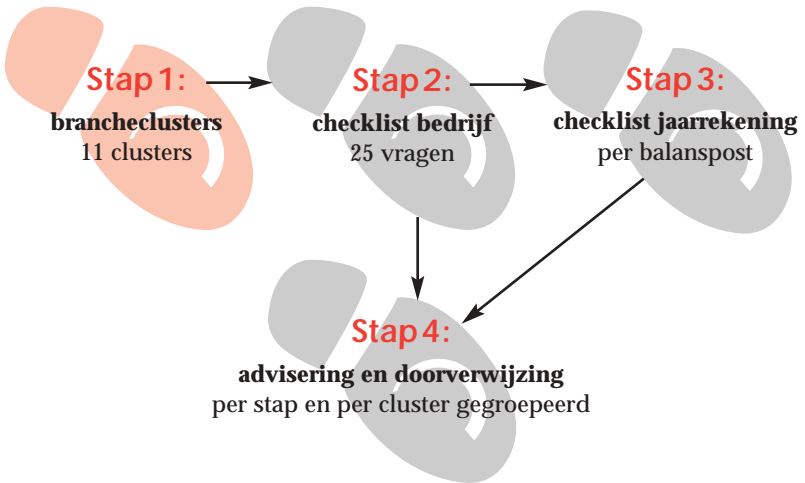 Stap 1:
brancheclusters
11 clusters
Stap 2:
checklist bedrijf
25 vragen
Stap 3:
checklist jaarrekening
per balanspost
Stap 4:
advisering en doorverwijzing
per stap en per cluster gegroepeerd